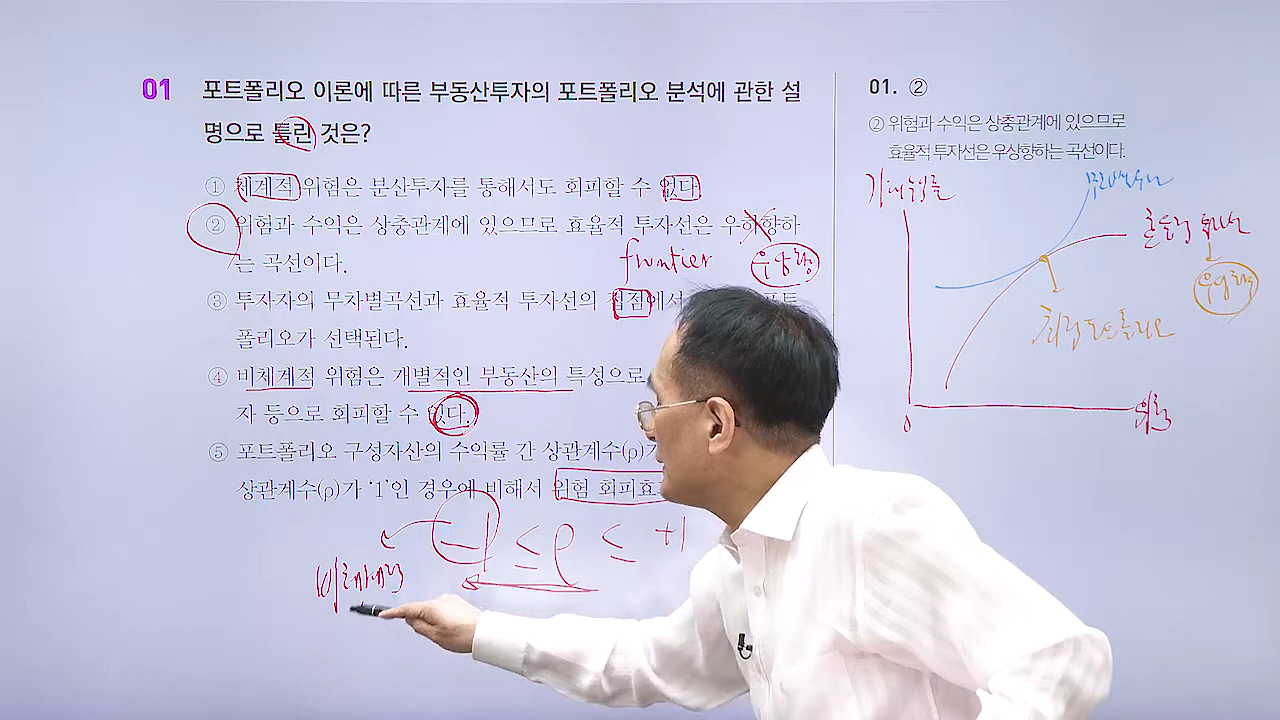 01 포트폴리오 이론에 따른 부동산투자의 포트폴리오 분석에 관한 설
명으로 틀린 것은?
① 체계적 위험은 분산투자를 통해서도 회피할 수 없다.
② 위험과 수익은 상충관계에 있으므로 효율적 투자선은 우하향하
는 곡선이다.
frontier
우상향
③ 투자자의 무차별곡선과 효율적 투자선의 접점에서
폴리오가 선택된다.
④ 비체계적 위험은 개별적인 부동산의 특성으로
자 등으로 회피할 수 있다.
⑤ 포트폴리오 구성자산의 수익률 간 상관계수(ρ)가
상관계수(ρ)가 ‘1’인 경우에 비해서 위험 회피효
-1 ≤ ρ ≤ +1
01. ②
② 위험과 수익은 상충관계에 있으므로
효율적 투자선은 우상향하는 곡선이다.
기대수익률
효율적 투자선
우상향
최적포트폴리오
0
위험